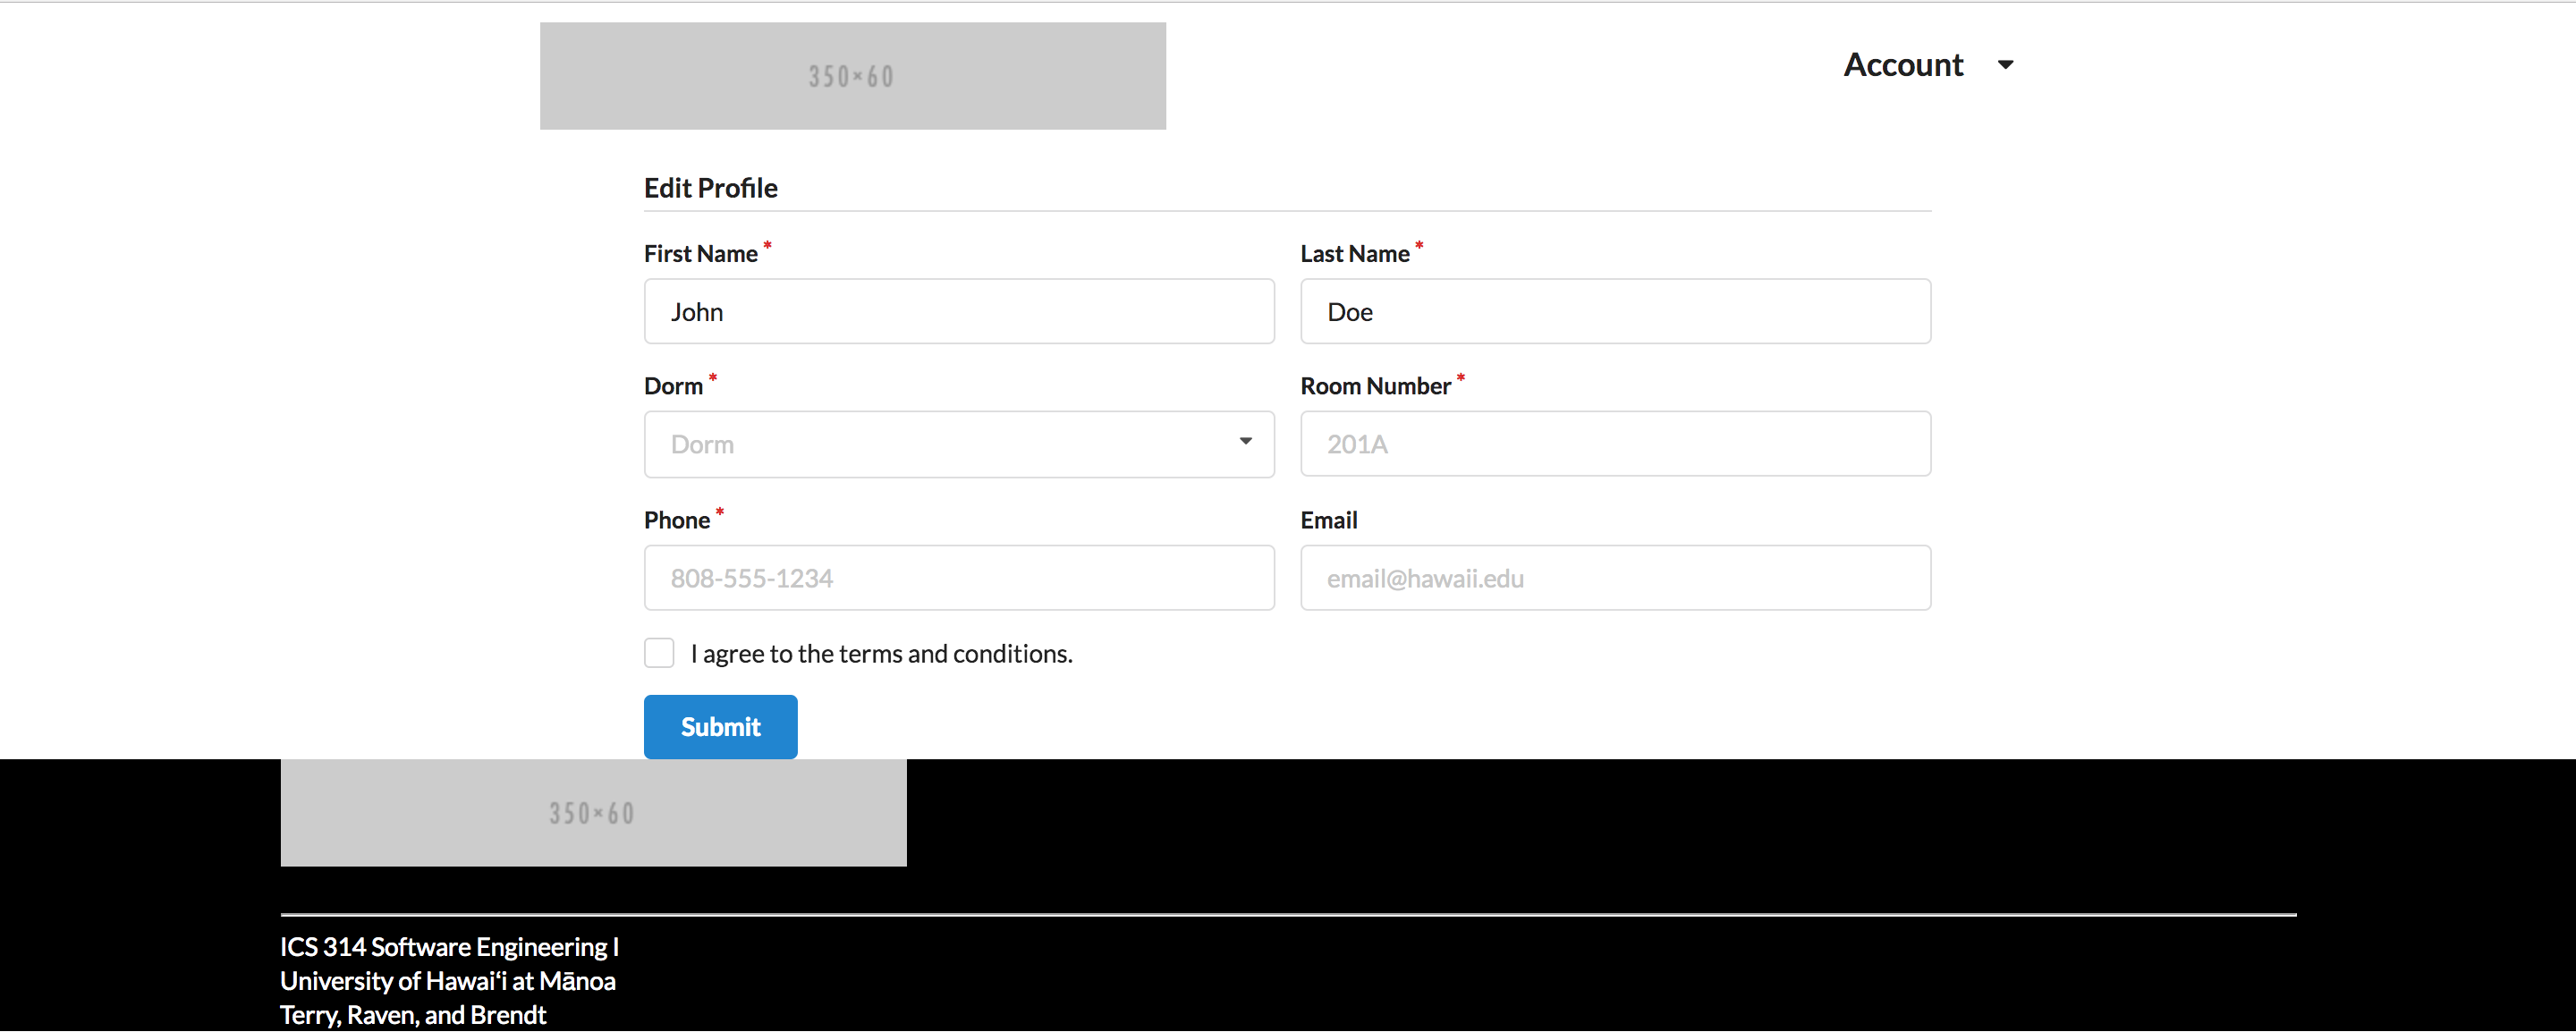 350×60
Account
Edit Profile
First Name *
Last Name *
John
Doe
Dorm *
Room Number *
Dorm
201A
Phone *
Email
808-555-1234
email@hawaii.edu
I agree to the terms and conditions.
Submit
350×60
ICS 314 Software Engineering I
University of Hawaiʻi at Mānoa
Terry, Raven, and Brendt